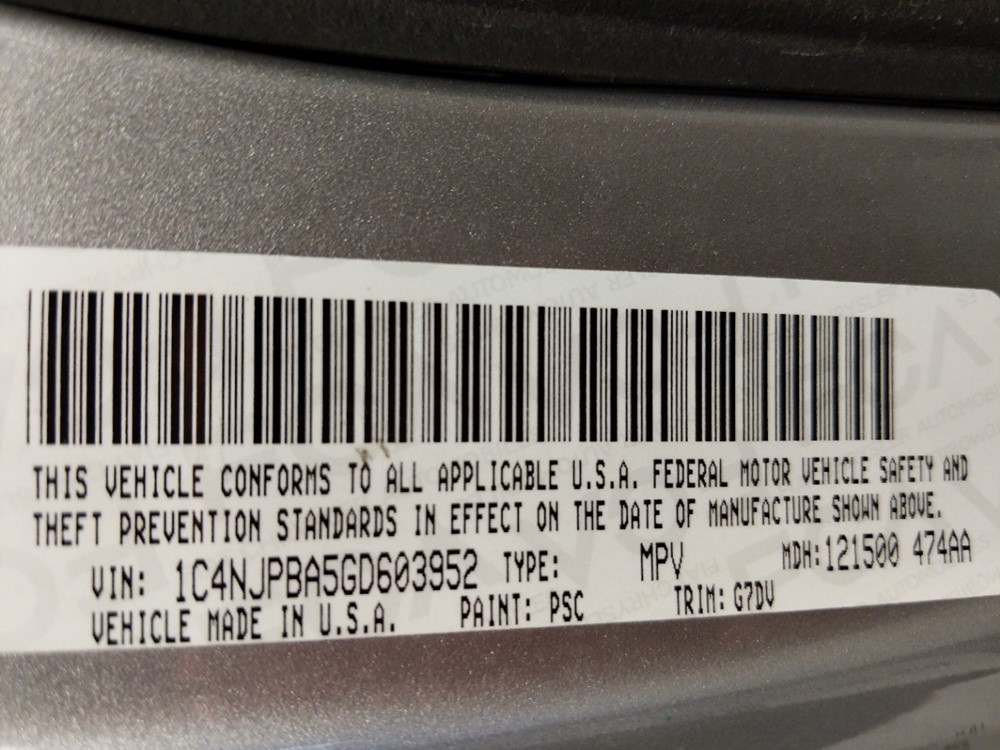 THIS VEHICLE CONFORMS TO ALL APPLICABLE U.S.A. FEDERAL MOTOR VEHICLE SAFETY AND
THEFT PREVENTION STANDARDS IN EFFECT ON THE DATE OF MANUFACTURE SHOWN ABOVE.
VIN: 1C4NJPBA5GD603952 TYPE: MPV MDH:121500 474AA
VEHICLE MADE IN U.S.A. PAINT: PSC TRIM: G7DV